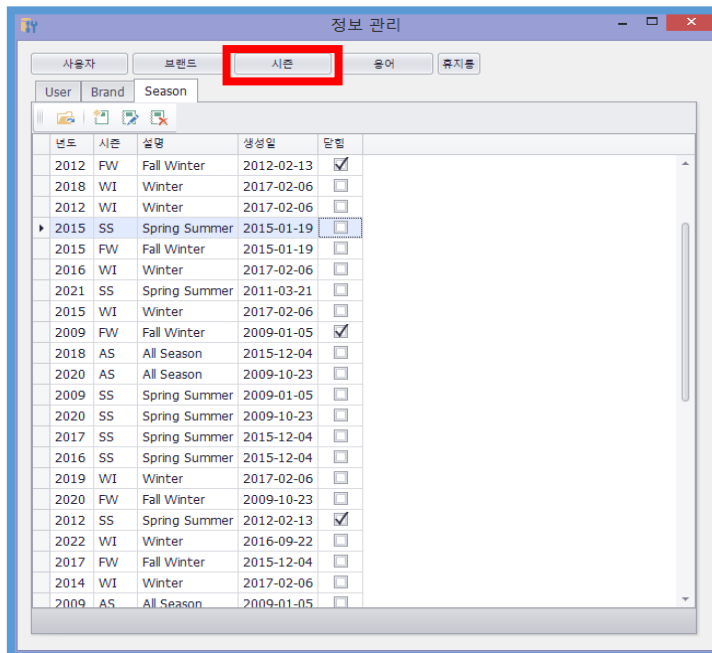 정보 관리
사용자 브랜드 시즌 용어 휴지통
User Brand Season
년도 시즌 설명 생성일 닫힘
2012 FW Fall Winter 2012-02-13
2018 WI Winter 2017-02-06
2012 WI Winter 2017-02-06
2015 SS Spring Summer 2015-01-19
2015 FW Fall Winter 2015-01-19
2016 WI Winter 2017-02-06
2021 SS Spring Summer 2011-03-21
2015 WI Winter 2017-02-06
2009 FW Fall Winter 2009-01-05
2018 AS All Season 2015-12-04
2020 AS All Season 2009-10-23
2009 SS Spring Summer 2009-01-05
2020 SS Spring Summer 2009-10-23
2017 SS Spring Summer 2015-12-04
2016 SS Spring Summer 2015-12-04
2019 WI Winter 2017-02-06
2020 FW Fall Winter 2009-10-23
2012 SS Spring Summer 2012-02-13
2022 WI Winter 2016-09-22
2017 FW Fall Winter 2015-12-04
2014 WI Winter 2017-02-06
2009 AS All Season 2009-01-05